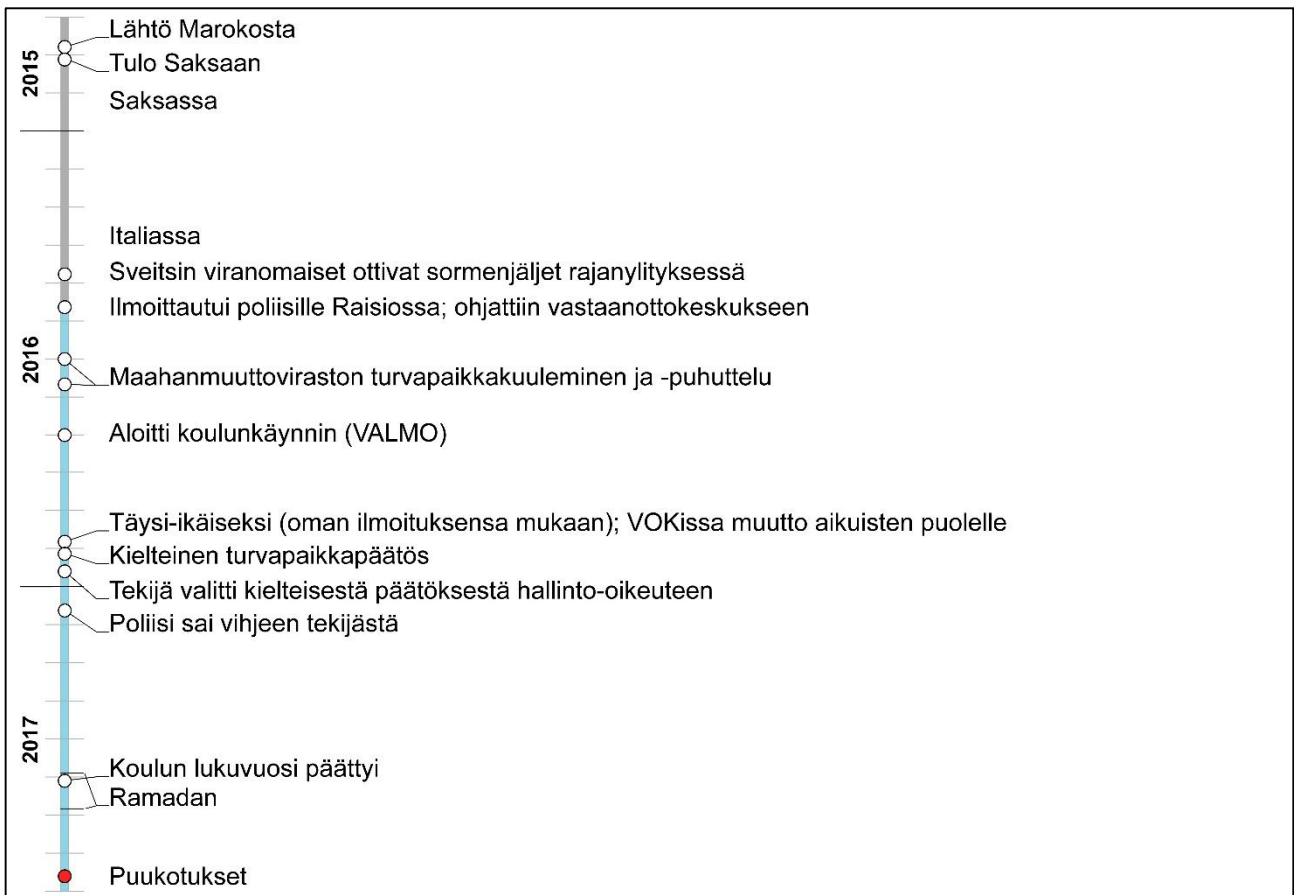 2015
Lähtö Marokosta
Tulo Saksaan
Saksassa
2016
Italiassa
Sveitsin viranomaiset ottivat sormenjäljet rajanylityksessä
Ilmoittautui poliisille Raisiossa; ohjattiin vastaanottokeskukseen
Maahanmuuttoviraston turvapaikkakuuleminen ja -puhuttelu
Aloitti koulunkäynnin (VALMO)
Täysi-ikäiseksi (oman ilmoituksensa mukaan); VOKissa muutto aikuisten puolelle
Kielteinen turvapaikkapäätös
Tekijä valitti kielteisestä päätöksestä hallinto-oikeuteen
2017
Poliisi sai vihjeen tekijästä
Koulun lukuvuosi päättyi
Ramadan
Puukotukset